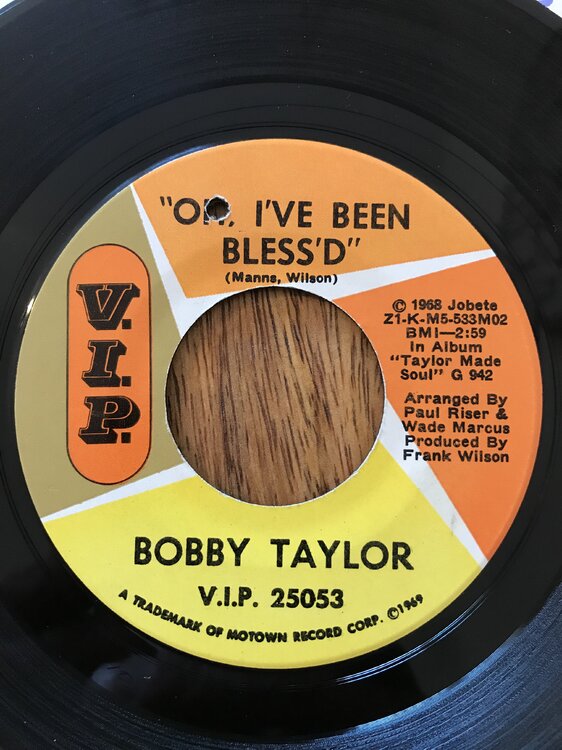 "OH, I'VE BEEN
BLESS'D"
(Manns, Wilson)
V.I.P.
© 1968 Jobete
Z1-K-M5-533M02
BMI—2:59
In Album
"Taylor Made
Soul" G 942
Arranged By
Paul Riser &
Wade Marcus
Produced By
Frank Wilson
BOBBY TAYLOR
V.I.P. 25053
A TRADEMARK OF MOTOWN RECORD CORP. ©1969